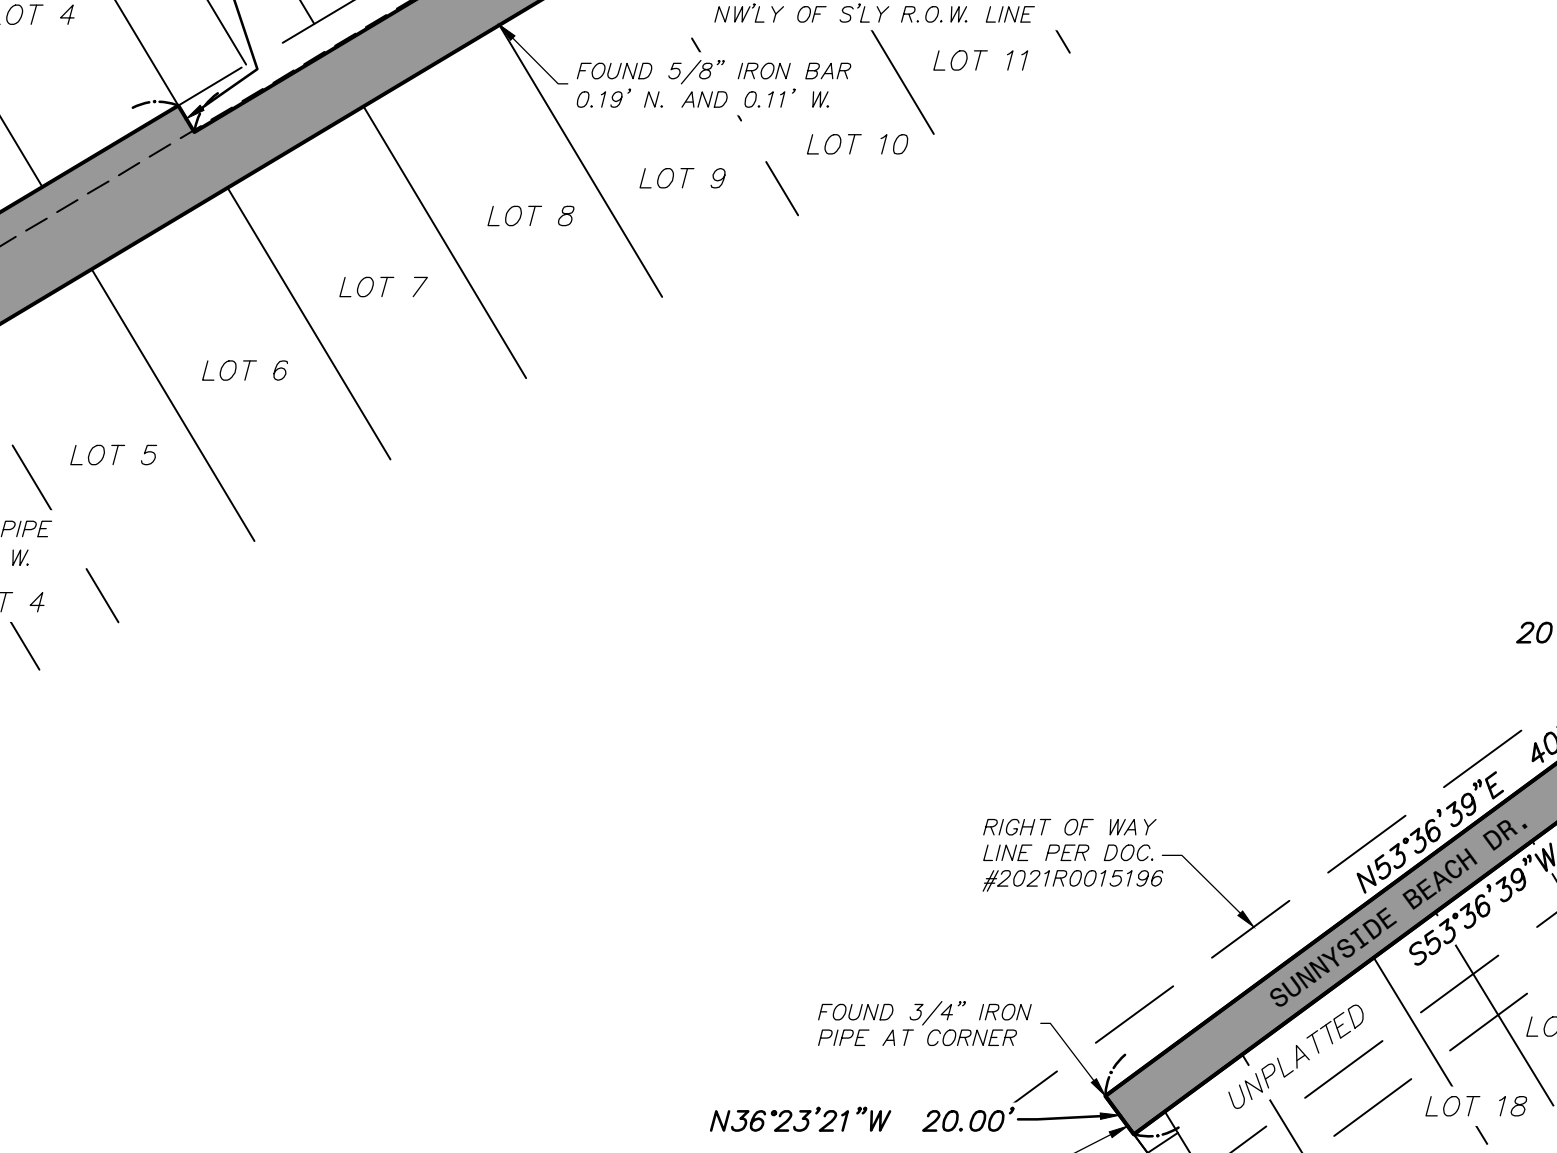 LOT 4
NW'LY OF S'LY R.O.W. LINE
LOT 11
FOUND 5/8" IRON BAR
0.19' N. AND 0.11' W.
LOT 10
LOT 9
LOT 8
LOT 7
LOT 6
LOT 5
PIPE
W.
T 4
20
40
RIGHT OF WAY
LINE PER DOC.
#2021R0015196
N53°36'39"E
SUNNYSIDE BEACH DR.
S53°36'39"W
FOUND 3/4" IRON
PIPE AT CORNER
UNPLATTED
LO
LOT 18
N36°23'21"W 20.00'